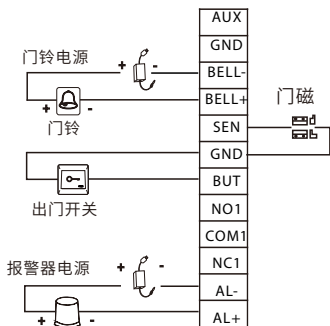 AUX
GND
门铃电源
+ -
BELL-
BELL+
门磁
+ -
门铃
SEN
GND
BUT
出门开关
NO1
COM1
报警器电源
+ -
NC1
AL-
AL+
+ -